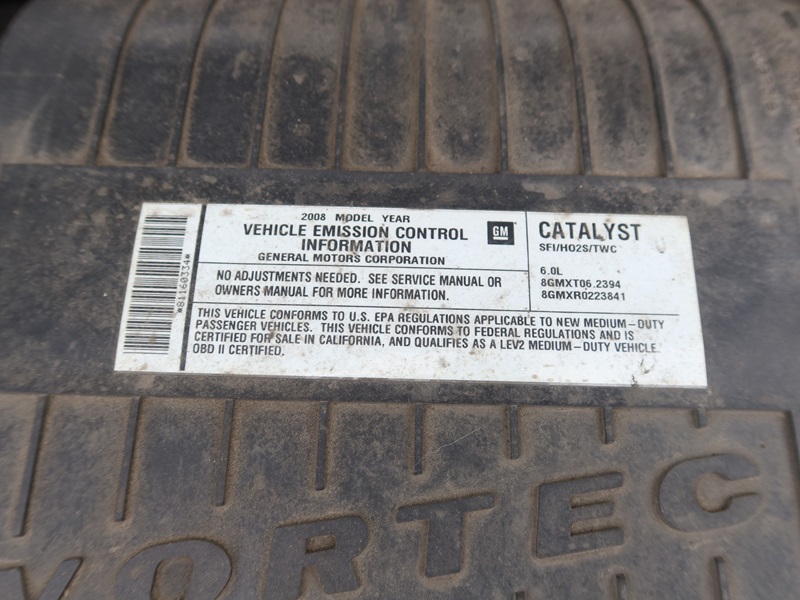 *81160334*
2008 MODEL YEAR
VEHICLE EMISSION CONTROL
INFORMATION
GENERAL MOTORS CORPORATION
GM
NO ADJUSTMENTS NEEDED. SEE SERVICE MANUAL OR
OWNERS MANUAL FOR MORE INFORMATION.
CATALYST
SFI/HO2S/TWC
6.0L
8GMXT06.2394
8GMXR0223841
THIS VEHICLE CONFORMS TO U.S. EPA REGULATIONS APPLICABLE TO NEW MEDIUM-DUTY
PASSENGER VEHICLES. THIS VEHICLE CONFORMS TO FEDERAL REGULATIONS AND IS
CERTIFIED FOR SALE IN CALIFORNIA, AND QUALIFIES AS A LEV2 MEDIUM-DUTY VEHICLE.
OBD II CERTIFIED.
VORTEC